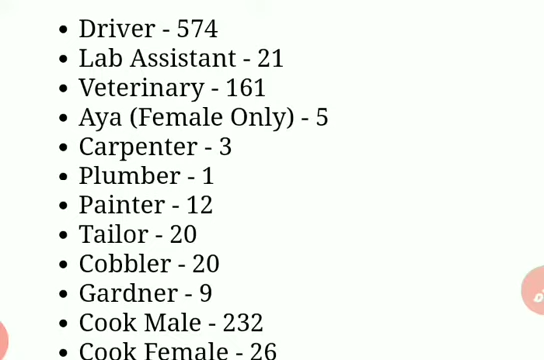 • Driver - 574
• Lab Assistant - 21
• Veterinary - 161
• Aya (Female Only) - 5
• Carpenter - 3
• Plumber - 1
• Painter - 12
• Tailor - 20
• Cobbler - 20
• Gardner - 9
• Cook Male - 232
• Cook Female - 26